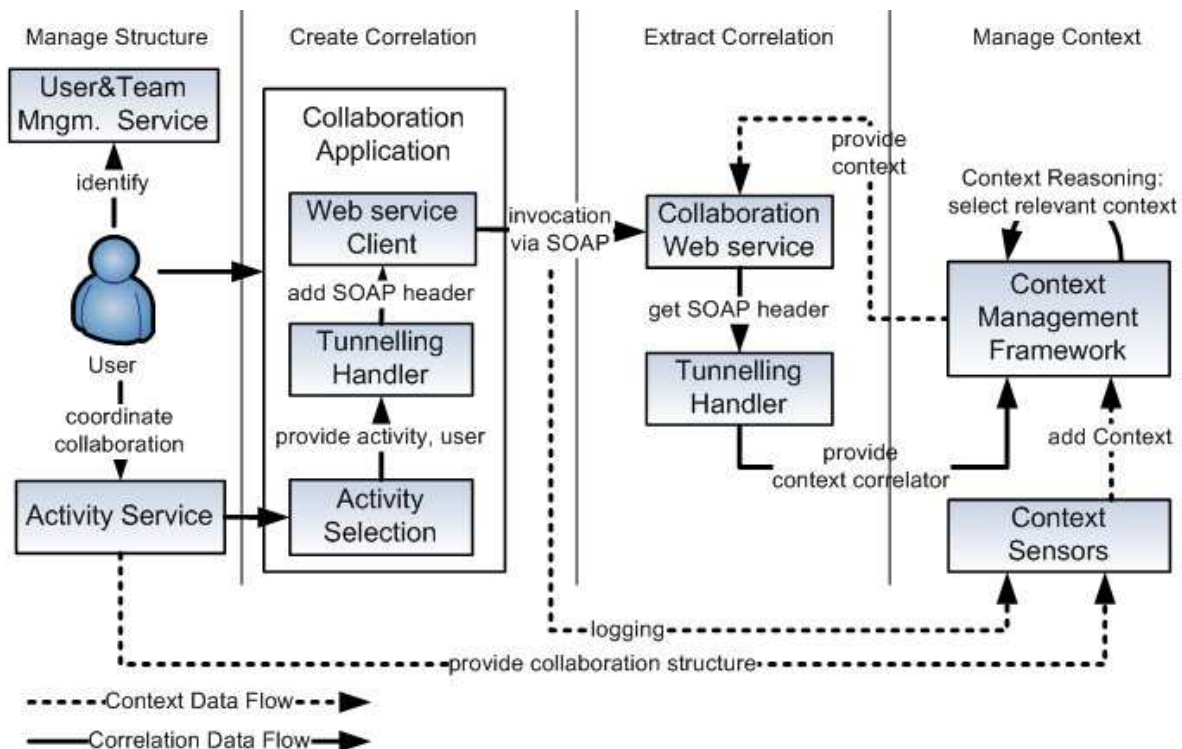 Manage Structure
Create Correlation
Extract Correlation
Manage Context
User&Team
Mngm. Service
identify
User
coordinate
collaboration
Activity Service
Collaboration
Application
Web service
Client
add SOAP header
Tunnelling
Handler
provide activity, user
Activity
Selection
invocation
via SOAP
provide
context
Collaboration
Web service
get SOAP header
Tunnelling
Handler
provide
context correlator
Context Reasoning:
select relevant context
Context
Management
Framework
add Context
Context
Sensors
logging
provide collaboration structure
Context Data Flow
Correlation Data Flow